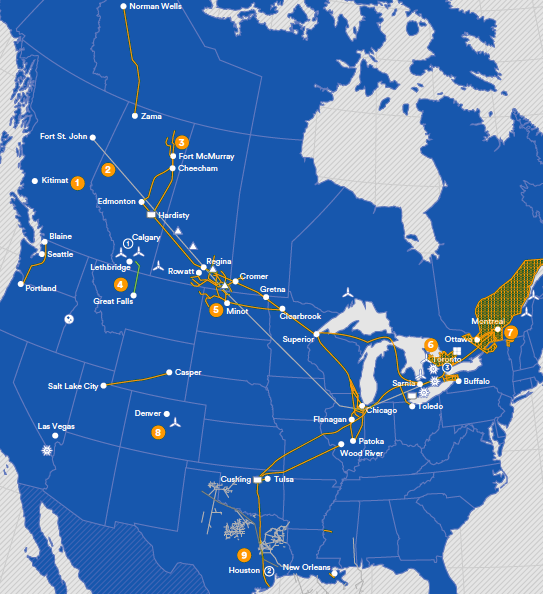 Norman Wells
Zama
Fort St. John
3
Fort McMurray
2
Cheecham
Kitimat
1
Edmonton
Hardisty
Blaine
Calgary
1
Seattle
Lethbridge
Regina
Rowatt
Cromer
4
Portland
Gretna
Great Falls
5
Minot
Clearbrook
Montreal
7
Superior
Ottawa
6
Toronto
3
Casper
Sarnia
Buffalo
Salt Lake City
Toledo
Chicago
Denver
Flanagan
Las Vegas
8
Patoka
Wood River
Cushing
Tulsa
9
Houston
2
New Orleans